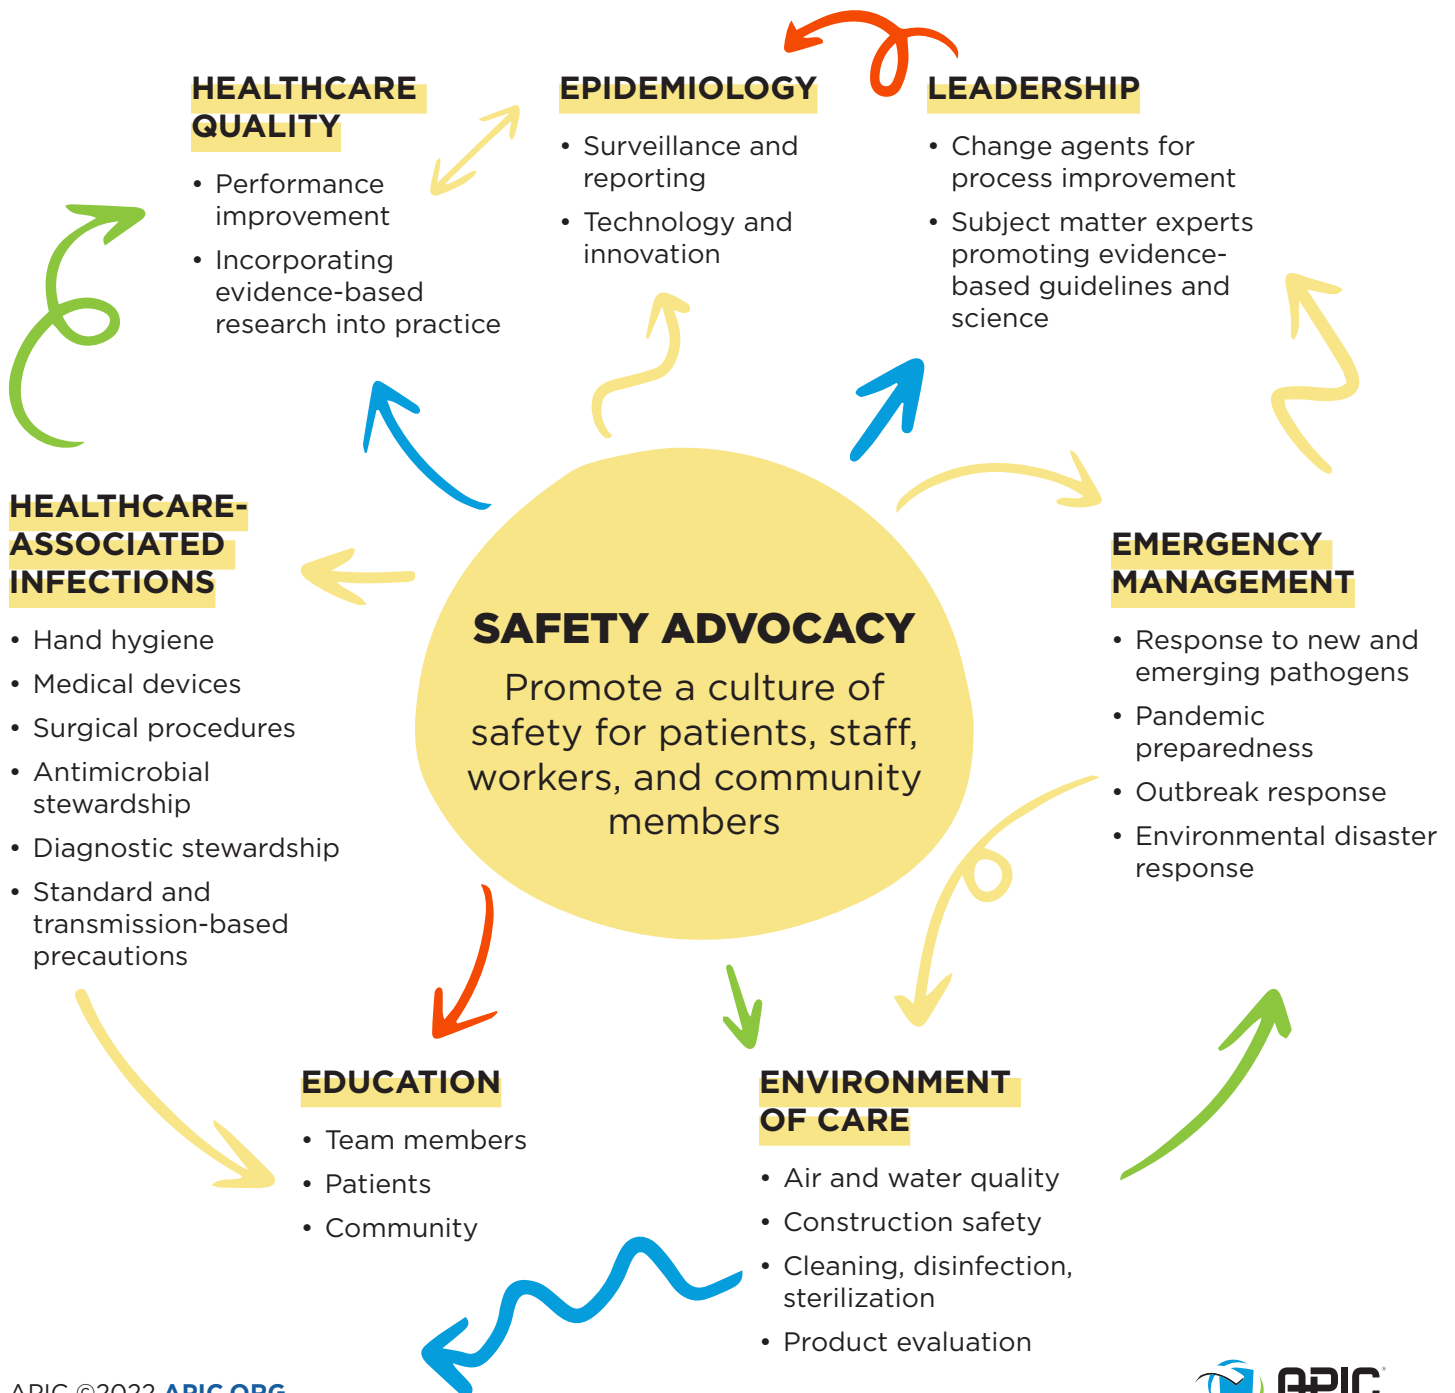 HEALTHCARE
QUALITY
• Performance
improvement
• Incorporating
evidence-based
research into practice
EPIDEMIOLOGY
• Surveillance and
reporting
• Technology and
innovation
LEADERSHIP
• Change agents for
process improvement
• Subject matter experts
promoting evidence-
based guidelines and
science
HEALTHCARE-
ASSOCIATED
INFECTIONS
• Hand hygiene
• Medical devices
• Surgical procedures
• Antimicrobial
stewardship
• Diagnostic stewardship
• Standard and
transmission-based
precautions
SAFETY ADVOCACY
Promote a culture of
safety for patients, staff,
workers, and community
members
EMERGENCY
MANAGEMENT
• Response to new and
emerging pathogens
• Pandemic
preparedness
• Outbreak response
• Environmental disaster
response
EDUCATION
• Team members
• Patients
• Community
ENVIRONMENT
OF CARE
• Air and water quality
• Construction safety
• Cleaning, disinfection,
sterilization
• Product evaluation
APIC ©2022 APIC.ORG
APIC®